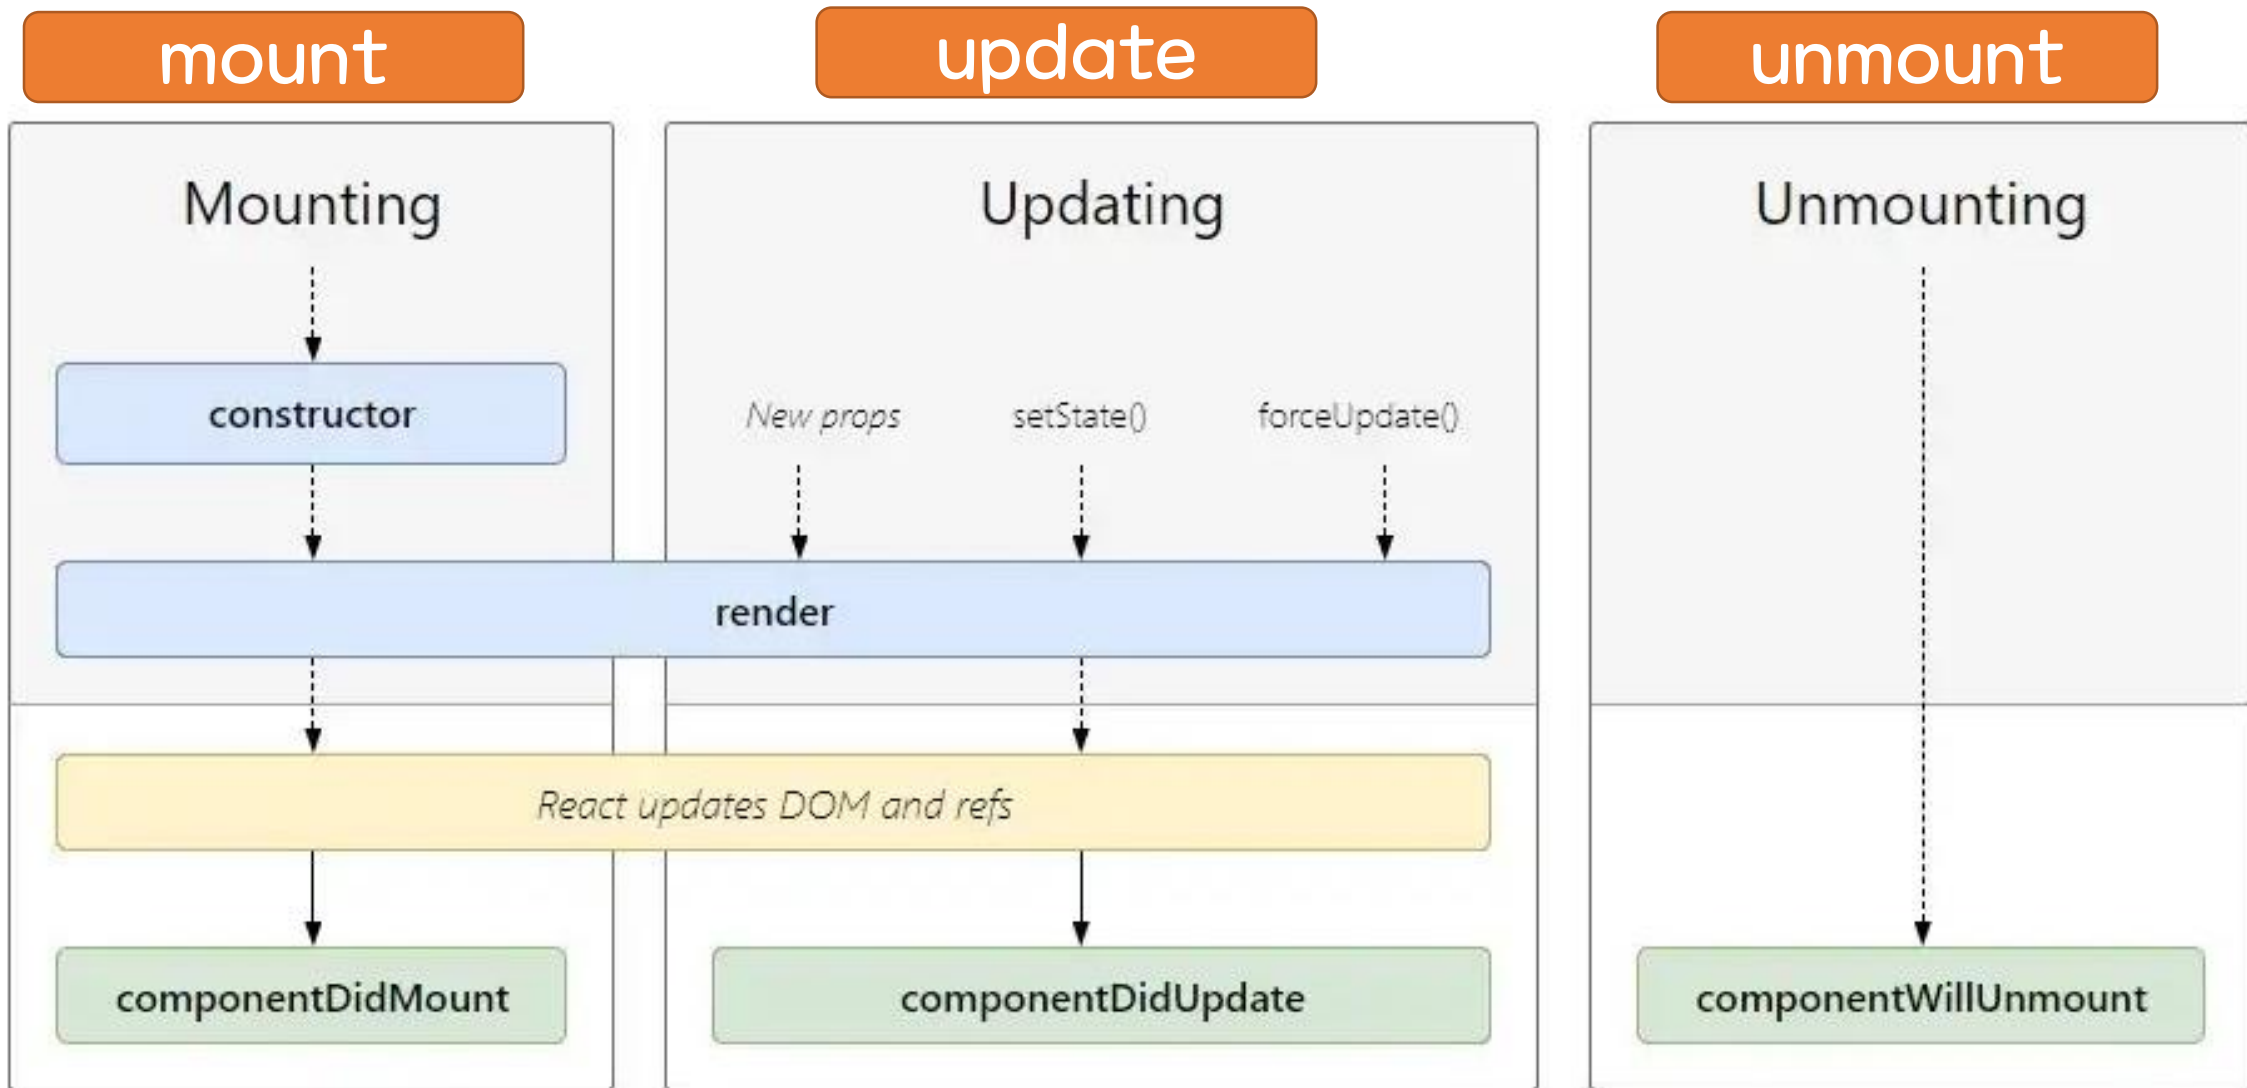 mount
update
unmount
Mounting
Updating
Unmounting
constructor
New props
setState()
forceUpdate()
render
React updates DOM and refs
componentDidMount
componentDidUpdate
componentWillUnmount